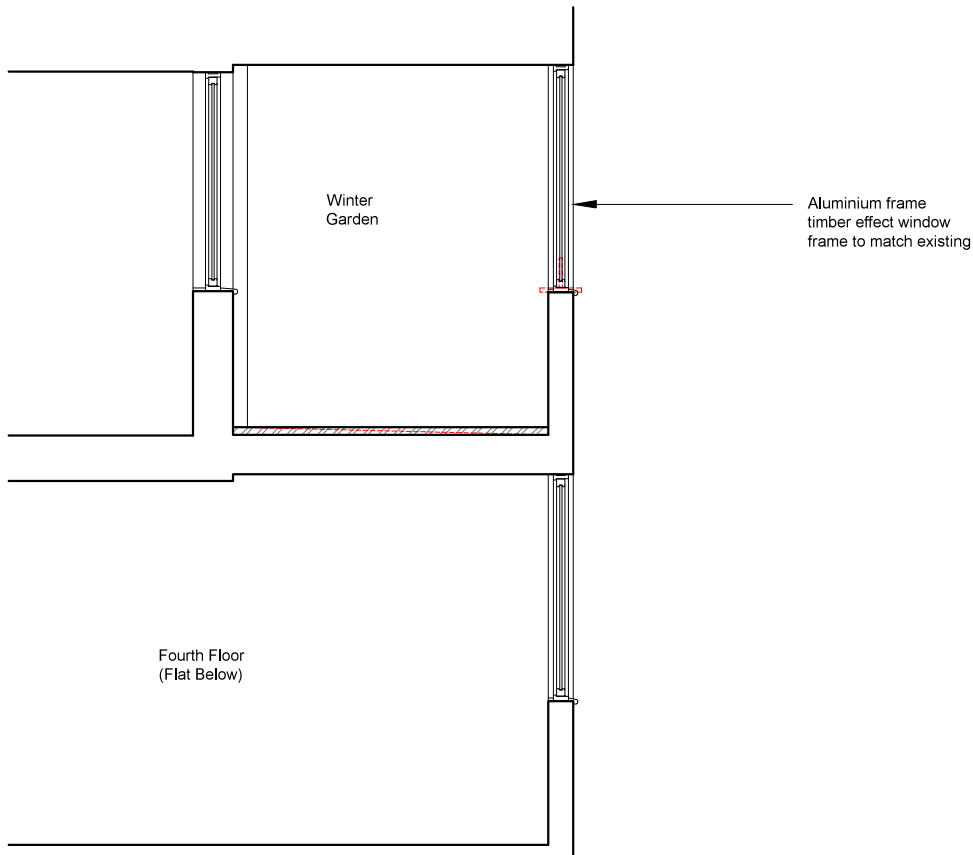 Winter
Garden
Aluminium frame
timber effect window
frame to match existing
Fourth Floor
(Flat Below)